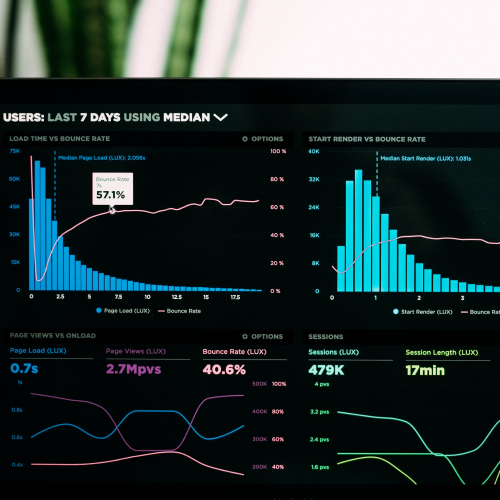 USERS: LAST 7 DAYS USING MEDIAN
LOAD TIME VS BOUNCE RATE
OPTIONS
75K
60K
45K
30K
15K
0
100 %
80 %
60 %
40 %
20 %
0 %
Median Page Load (LUX): 2.056s
Bounce Rate
7s
57.1%
0 2.5 5 7.5 10 12.5 15 17.5
Page Load (LUX) Bounce Rate
START RENDER VS BOUNCE RATE
40K
32K
24K
16K
8K
0
Median Start Render (LUX): 1.031s
0 1 2 3
Start Render (LUX) Bounce
PAGE VIEWS VS ONLOAD
OPTIONS
Page Load (LUX) Page Views (LUX) Bounce Rate (LUX)
0.7s 2.7Mpvs 40.6%
1s 500K 100%
0.8s 400K 80%
0.6s 300K 60%
0.4s 200K 40%
SESSIONS
Sessions (LUX) Session Length (LUX)
479K 17min
4 pvs
3.2 pvs
2.4 pvs
1.6 pvs